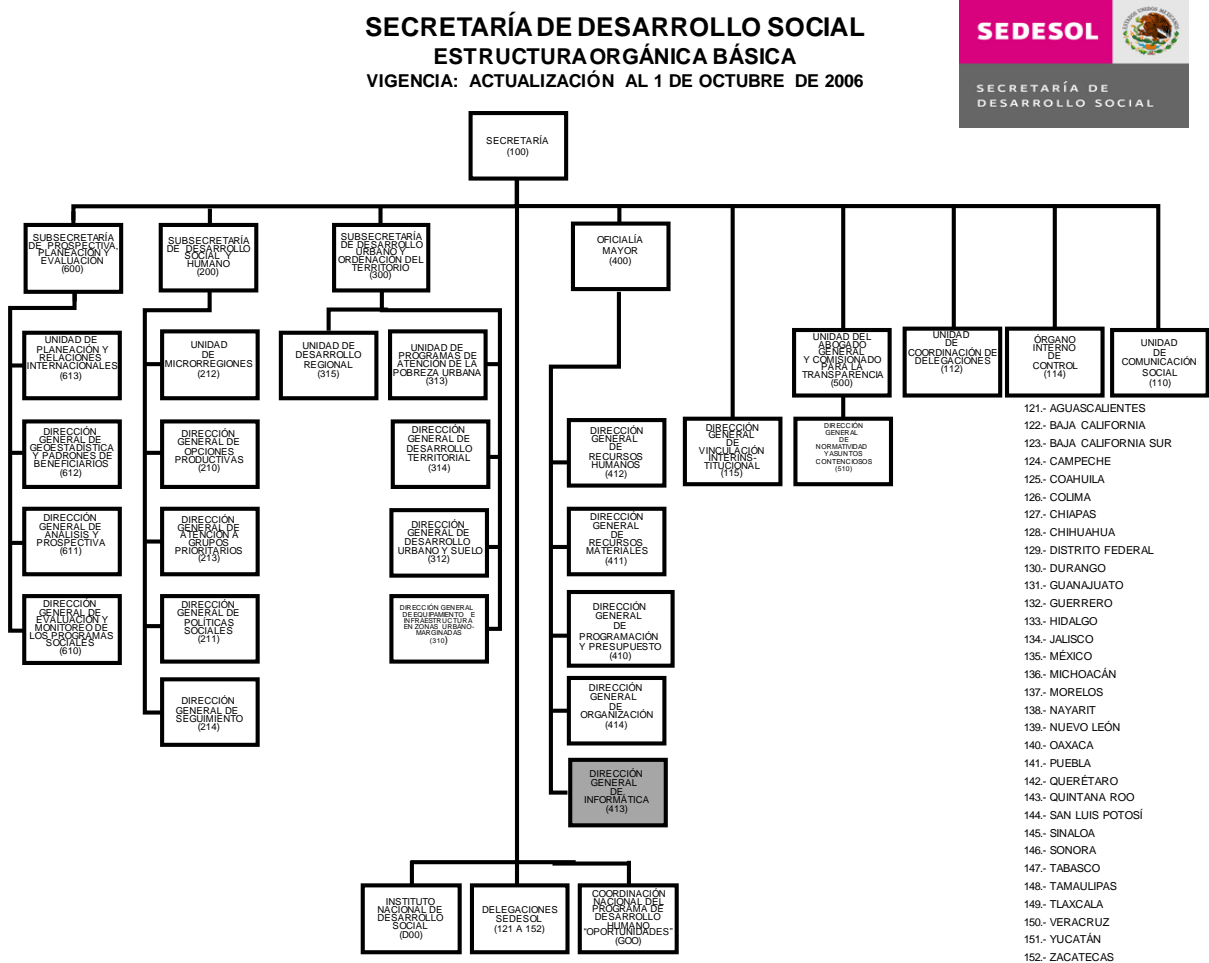 SECRETARÍA DE DESARROLLO SOCIAL
ESTRUCTURA ORGÁNICA BÁSICA
VIGENCIA: ACTUALIZACIÓN AL 1 DE OCTUBRE DE 2006
SEDESOL
ESTADOS UNIDOS MEXICANOS
SECRETARÍA DE
DESARROLLO SOCIAL
SECRETARÍA
(100)
SUBSECRETARÍA
DE PROSPECTIVA,
PLANEACIÓN Y
EVALUACIÓN
(600)
SUBSECRETARÍA
DE DESARROLLO
SOCIAL Y
HUMANO
(200)
SUBSECRETARÍA
DE DESARROLLO
URBANO Y
ORDENACIÓN DEL
TERRITORIO
(300)
OFICIALÍA
MAYOR
(400)
UNIDAD DE
PLANEACIÓN Y
RELACIONES
INTERNACIONALES
(613)
UNIDAD
DE
MICRORREGIONES
(212)
UNIDAD DE
DESARROLLO
REGIONAL
(315)
UNIDAD DE
PROGRAMAS DE
ATENCIÓN DE LA
POBREZA URBANA
(313)
UNIDAD DEL
ABOGADO
GENERAL
Y COMISIONADO
PARA LA
TRANSPARENCIA
(500)
UNIDAD
DE
COORDINACIÓN DE
DELEGACIONES
(112)
ÓRGANO
INTERNO
DE
CONTROL
(114)
UNIDAD
DE
COMUNICACIÓN
SOCIAL
(110)
DIRECCIÓN
GENERAL DE
GEOESTADÍSTICA
Y PADRONES DE
BENEFICIARIOS
(612)
DIRECCIÓN
GENERAL DE
OPCIONES
PRODUCTIVAS
(210)
DIRECCIÓN
GENERAL DE
DESARROLLO
TERRITORIAL
(314)
DIRECCIÓN
GENERAL
DE
RECURSOS
HUMANOS
(412)
DIRECCIÓN
GENERAL
DE
VINCULACIÓN
INTERINS-
TITUCIONAL
(115)
DIRECCIÓN
GENERAL
DE
NORMATIVIDAD
Y ASUNTOS
CONTENCIOSOS
(510)
DIRECCIÓN
GENERAL DE
ANÁLISIS Y
PROSPECTIVA
(611)
DIRECCIÓN
GENERAL DE
ATENCIÓN A
GRUPOS
PRIORITARIOS
(213)
DIRECCIÓN
GENERAL DE
DESARROLLO
URBANO Y SUELO
(312)
DIRECCIÓN
GENERAL
DE
RECURSOS
MATERIALES
(411)
DIRECCIÓN
GENERAL DE
EVALUACIÓN Y
MONITOREO DE
LOS PROGRAMAS
SOCIALES
(610)
DIRECCIÓN
GENERAL DE
POLÍTICAS
SOCIALES
(211)
DIRECCIÓN GENERAL
DE EQUIPAMIENTO E
INFRAESTRUCTURA
EN ZONAS URBANO-
MARGINADAS
(310)
DIRECCIÓN
GENERAL
DE
PROGRAMACIÓN
Y PRESUPUESTO
(410)
DIRECCIÓN
GENERAL DE
SEGUIMIENTO
(214)
DIRECCIÓN
GENERAL
DE
ORGANIZACIÓN
(414)
DIRECCIÓN
GENERAL
DE
INFORMÁTICA
(413)
INSTITUTO
NACIONAL DE
DESARROLLO
SOCIAL
(D00)
DELEGACIONES
SEDESOL
(121 A 152)
COORDINACIÓN
NACIONAL DEL
PROGRAMA DE
DESARROLLO
HUMANO
"OPORTUNIDADES"
(GOO)
121.- AGUASCALIENTES
122.- BAJA CALIFORNIA
123.- BAJA CALIFORNIA SUR
124.- CAMPECHE
125.- COAHUILA
126.- COLIMA
127.- CHIAPAS
128.- CHIHUAHUA
129.- DISTRITO FEDERAL
130.- DURANGO
131.- GUANAJUATO
132.- GUERRERO
133.- HIDALGO
134.- JALISCO
135.- MÉXICO
136.- MICHOACÁN
137.- MORELOS
138.- NAYARIT
139.- NUEVO LEÓN
140.- OAXACA
141.- PUEBLA
142.- QUERÉTARO
143.- QUINTANA ROO
144.- SAN LUIS POTOSÍ
145.- SINALOA
146.- SONORA
147.- TABASCO
148.- TAMAULIPAS
149.- TLAXCALA
150.- VERACRUZ
151.- YUCATÁN
152.- ZACATECAS